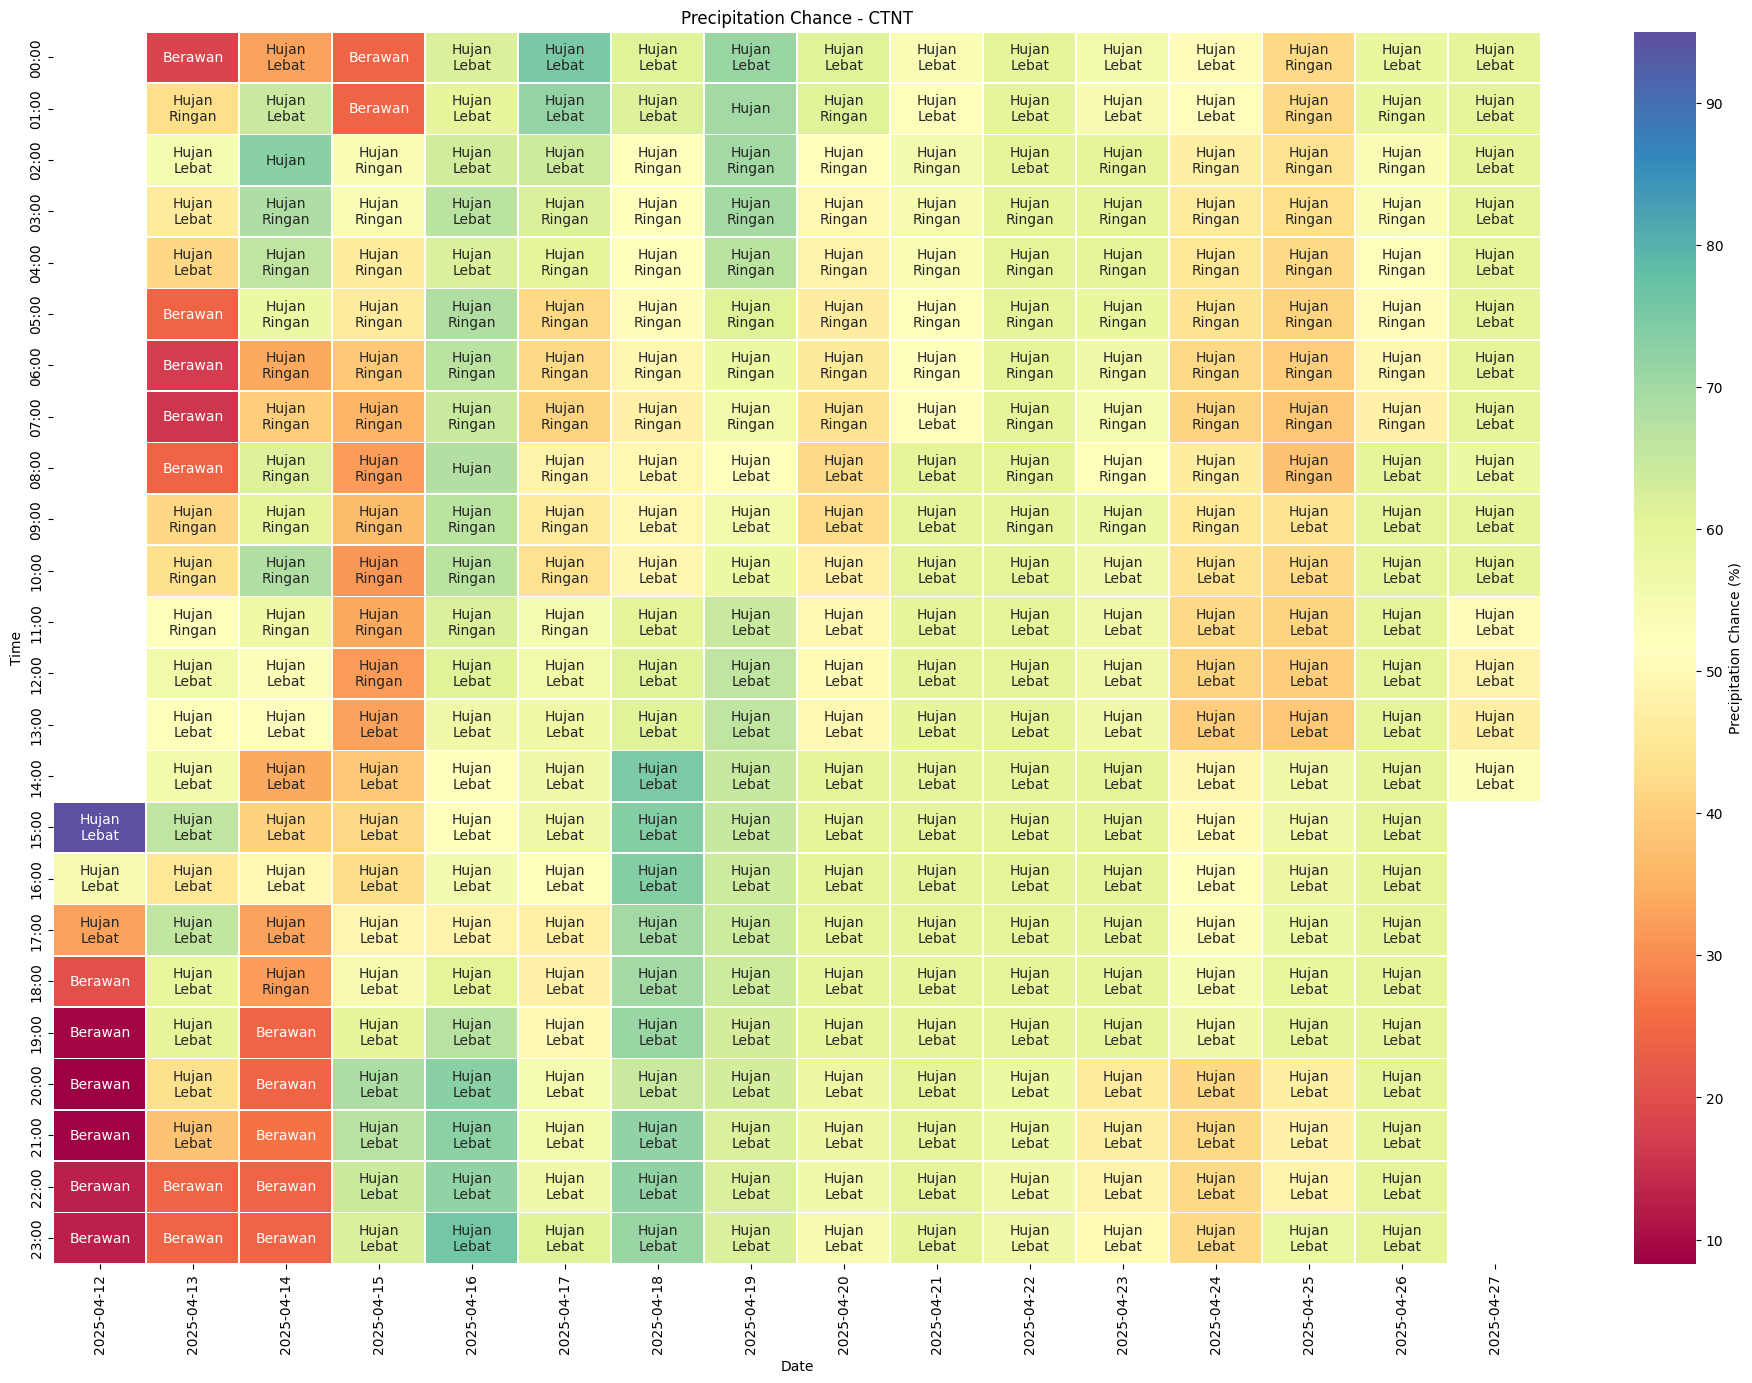 Precipitation Chance - CTNT
00:00 Berawan Hujan Lebat Berawan Hujan Lebat Hujan Lebat Hujan Lebat Hujan Lebat Hujan Lebat Hujan Lebat Hujan Lebat Hujan Lebat Hujan Lebat Hujan Ringan Hujan Lebat Hujan Lebat
01:00 Hujan Ringan Hujan Lebat Berawan Hujan Lebat Hujan Lebat Hujan Lebat Hujan Hujan Ringan Hujan Lebat Hujan Lebat Hujan Lebat Hujan Lebat Hujan Ringan Hujan Ringan Hujan Lebat
02:00 Hujan Lebat Hujan Hujan Ringan Hujan Lebat Hujan Lebat Hujan Ringan Hujan Ringan Hujan Ringan Hujan Ringan Hujan Lebat Hujan Ringan Hujan Ringan Hujan Ringan Hujan Ringan Hujan Lebat
03:00 Hujan Lebat Hujan Ringan Hujan Ringan Hujan Lebat Hujan Ringan Hujan Ringan Hujan Ringan Hujan Ringan Hujan Ringan Hujan Ringan Hujan Ringan Hujan Ringan Hujan Ringan Hujan Ringan Hujan Lebat
04:00 Hujan Lebat Hujan Ringan Hujan Ringan Hujan Lebat Hujan Ringan Hujan Ringan Hujan Ringan Hujan Ringan Hujan Ringan Hujan Ringan Hujan Ringan Hujan Ringan Hujan Ringan Hujan Ringan Hujan Lebat
05:00 Berawan Hujan Ringan Hujan Ringan Hujan Ringan Hujan Ringan Hujan Ringan Hujan Ringan Hujan Ringan Hujan Ringan Hujan Ringan Hujan Ringan Hujan Ringan Hujan Ringan Hujan Ringan Hujan Lebat
06:00 Berawan Hujan Ringan Hujan Ringan Hujan Ringan Hujan Ringan Hujan Ringan Hujan Ringan Hujan Ringan Hujan Ringan Hujan Ringan Hujan Ringan Hujan Ringan Hujan Ringan Hujan Ringan Hujan Lebat
07:00 Berawan Hujan Ringan Hujan Ringan Hujan Ringan Hujan Ringan Hujan Ringan Hujan Ringan Hujan Ringan Hujan Lebat Hujan Ringan Hujan Ringan Hujan Ringan Hujan Ringan Hujan Ringan Hujan Lebat
08:00 Berawan Hujan Ringan Hujan Ringan Hujan Hujan Ringan Hujan Lebat Hujan Lebat Hujan Lebat Hujan Lebat Hujan Ringan Hujan Ringan Hujan Ringan Hujan Ringan Hujan Lebat Hujan Lebat
09:00 Hujan Ringan Hujan Ringan Hujan Ringan Hujan Ringan Hujan Ringan Hujan Lebat Hujan Lebat Hujan Lebat Hujan Lebat Hujan Ringan Hujan Ringan Hujan Ringan Hujan Lebat Hujan Lebat Hujan Lebat
10:00 Hujan Ringan Hujan Ringan Hujan Ringan Hujan Ringan Hujan Ringan Hujan Lebat Hujan Lebat Hujan Lebat Hujan Lebat Hujan Lebat Hujan Lebat Hujan Lebat Hujan Lebat Hujan Lebat Hujan Lebat
11:00 Hujan Ringan Hujan Ringan Hujan Ringan Hujan Ringan Hujan Ringan Hujan Lebat Hujan Lebat Hujan Lebat Hujan Lebat Hujan Lebat Hujan Lebat Hujan Lebat Hujan Lebat Hujan Lebat Hujan Lebat
12:00 Hujan Lebat Hujan Lebat Hujan Ringan Hujan Lebat Hujan Lebat Hujan Lebat Hujan Lebat Hujan Lebat Hujan Lebat Hujan Lebat Hujan Lebat Hujan Lebat Hujan Lebat Hujan Lebat Hujan Lebat
13:00 Hujan Lebat Hujan Lebat Hujan Lebat Hujan Lebat Hujan Lebat Hujan Lebat Hujan Lebat Hujan Lebat Hujan Lebat Hujan Lebat Hujan Lebat Hujan Lebat Hujan Lebat Hujan Lebat Hujan Lebat
14:00 Hujan Lebat Hujan Lebat Hujan Lebat Hujan Lebat Hujan Lebat Hujan Lebat Hujan Lebat Hujan Lebat Hujan Lebat Hujan Lebat Hujan Lebat Hujan Lebat Hujan Lebat Hujan Lebat Hujan Lebat
15:00 Hujan Lebat Hujan Lebat Hujan Lebat Hujan Lebat Hujan Lebat Hujan Lebat Hujan Lebat Hujan Lebat Hujan Lebat Hujan Lebat Hujan Lebat Hujan Lebat Hujan Lebat Hujan Lebat Hujan Lebat
16:00 Hujan Lebat Hujan Lebat Hujan Lebat Hujan Lebat Hujan Lebat Hujan Lebat Hujan Lebat Hujan Lebat Hujan Lebat Hujan Lebat Hujan Lebat Hujan Lebat Hujan Lebat Hujan Lebat Hujan Lebat
17:00 Hujan Lebat Hujan Lebat Hujan Lebat Hujan Lebat Hujan Lebat Hujan Lebat Hujan Lebat Hujan Lebat Hujan Lebat Hujan Lebat Hujan Lebat Hujan Lebat Hujan Lebat Hujan Lebat Hujan Lebat
18:00 Berawan Hujan Lebat Hujan Ringan Hujan Lebat Hujan Lebat Hujan Lebat Hujan Lebat Hujan Lebat Hujan Lebat Hujan Lebat Hujan Lebat Hujan Lebat Hujan Lebat Hujan Lebat Hujan Lebat
19:00 Berawan Hujan Lebat Berawan Hujan Lebat Hujan Lebat Hujan Lebat Hujan Lebat Hujan Lebat Hujan Lebat Hujan Lebat Hujan Lebat Hujan Lebat Hujan Lebat Hujan Lebat Hujan Lebat
20:00 Berawan Hujan Lebat Berawan Hujan Lebat Hujan Lebat Hujan Lebat Hujan Lebat Hujan Lebat Hujan Lebat Hujan Lebat Hujan Lebat Hujan Lebat Hujan Lebat Hujan Lebat Hujan Lebat
21:00 Berawan Hujan Lebat Berawan Hujan Lebat Hujan Lebat Hujan Lebat Hujan Lebat Hujan Lebat Hujan Lebat Hujan Lebat Hujan Lebat Hujan Lebat Hujan Lebat Hujan Lebat Hujan Lebat
22:00 Berawan Berawan Berawan Hujan Lebat Hujan Lebat Hujan Lebat Hujan Lebat Hujan Lebat Hujan Lebat Hujan Lebat Hujan Lebat Hujan Lebat Hujan Lebat Hujan Lebat Hujan Lebat
23:00 Berawan Berawan Berawan Hujan Lebat Hujan Lebat Hujan Lebat Hujan Lebat Hujan Lebat Hujan Lebat Hujan Lebat Hujan Lebat Hujan Lebat Hujan Lebat Hujan Lebat Hujan Lebat
Time
2025-04-12 2025-04-13 2025-04-14 2025-04-15 2025-04-16 2025-04-17 2025-04-18 2025-04-19 2025-04-20 2025-04-21 2025-04-22 2025-04-23 2025-04-24 2025-04-25 2025-04-26 2025-04-27
Date
90
80
70
60
50
40
30
20
10
Precipitation Chance (%)